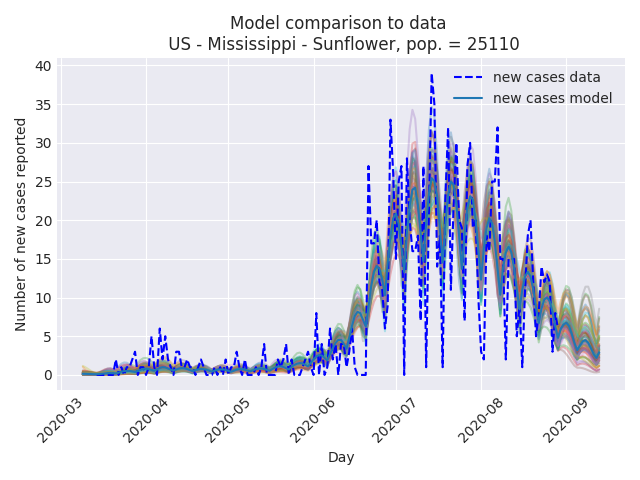 Model comparison to data
US - Mississippi - Sunflower, pop. = 25110
new cases data
new cases model
Number of new cases reported
40
35
30
25
20
15
10
5
0
2020-03
2020-04
2020-05
2020-06
2020-07
2020-08
2020-09
Day